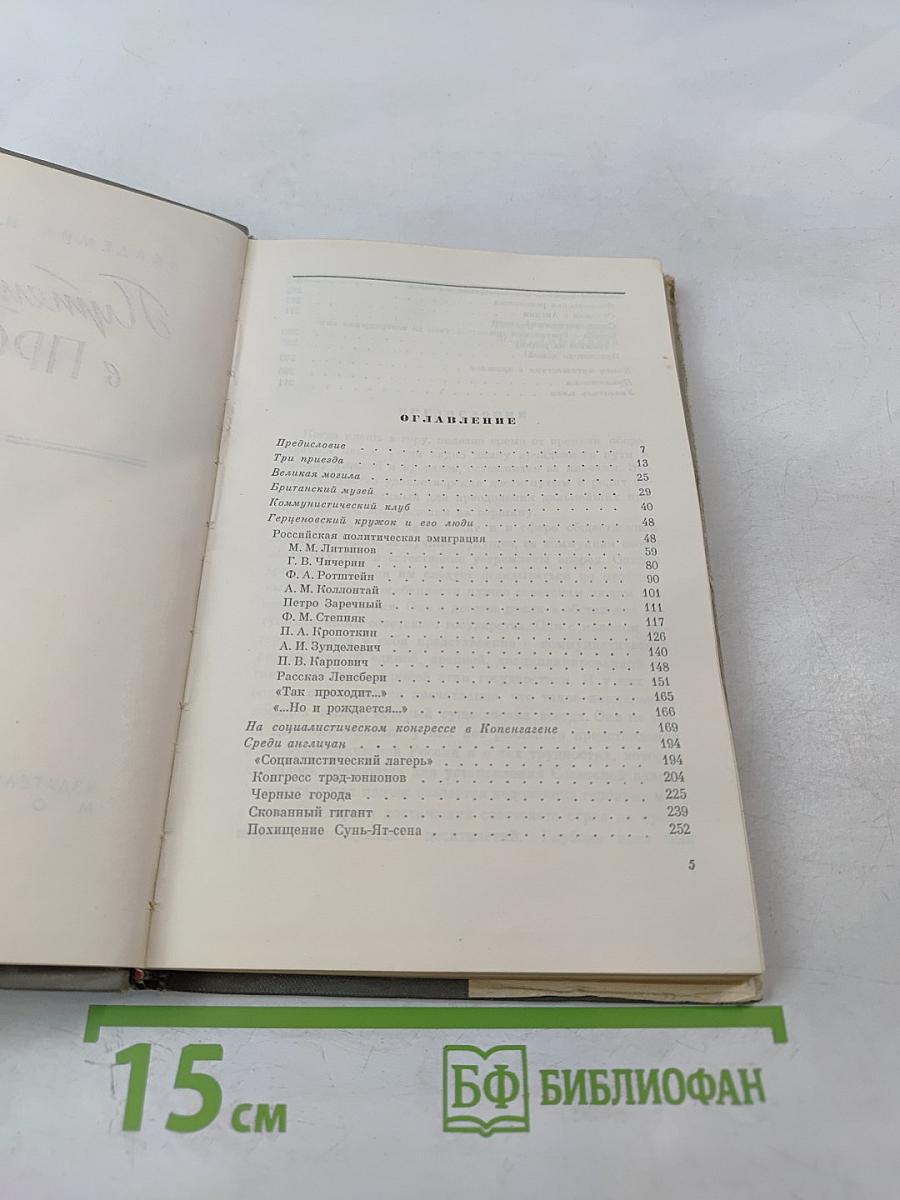 ОГЛАВЛЕНИЕ
Предисловие . . . . . . . . . . 7
Три приезда . . . . . . . . . . 13
Великая могила . . . . . . . . . . 25
Британский музей . . . . . . . . . . 29
Коммунистический клуб . . . . . . . . . . 40
Герценовский кружок и его люди . . . . . . . . . . 48
Российская политическая эмиграция . . . . . . . . . . 48
М. М. Литвинов . . . . . . . . . . 59
Г. В. Чичерин . . . . . . . . . . 80
Ф. А. Ротштейн . . . . . . . . . . 90
А. М. Коллонтай . . . . . . . . . . 101
Петро Заречный . . . . . . . . . . 111
Ф. М. Степняк . . . . . . . . . . 117
П. А. Кропоткин . . . . . . . . . . 126
А. И. Зунделевич . . . . . . . . . . 140
П. В. Карпович . . . . . . . . . . 148
Рассказ Ленсбери . . . . . . . . . . 151
«Так проходит...» . . . . . . . . . . 165
«...Но и рождается...» . . . . . . . . . . 166
На социалистическом конгрессе в Копенгагене . . . . . . . . . . 169
Среди англичан . . . . . . . . . . 194
«Социалистический лагерь» . . . . . . . . . . 194
Конгресс трэд-юнионов . . . . . . . . . . 204
Черные города . . . . . . . . . . 225
Скованный гигант . . . . . . . . . . 239
Похищение Сунь-Ят-сена . . . . . . . . . . 252
5
15 см
БФ БИБЛИОФАН